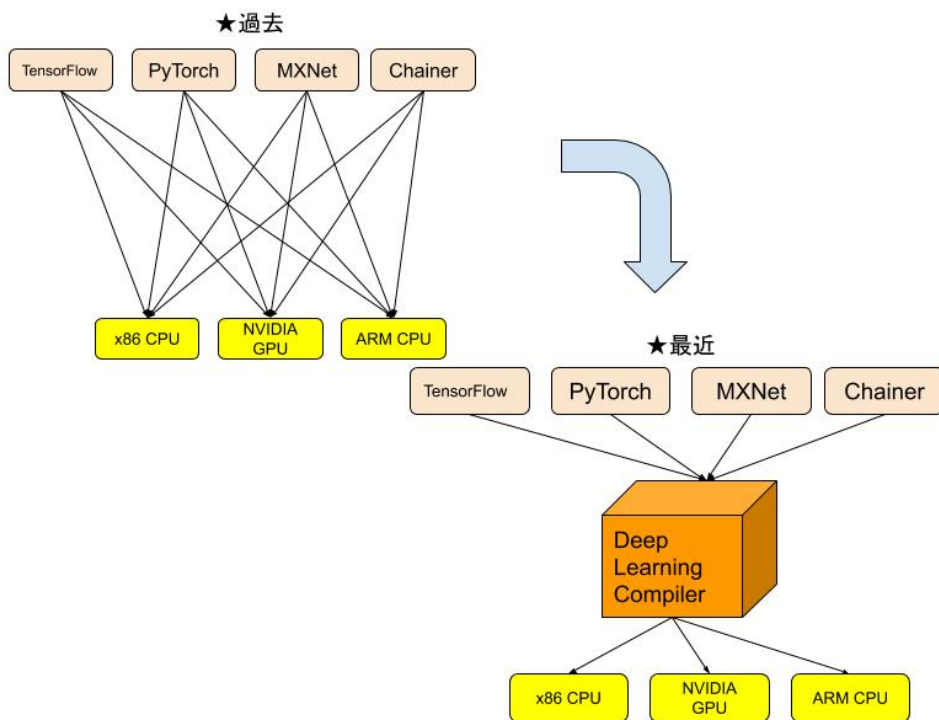 ★過去
TensorFlow
PyTorch
MXNet
Chainer
x86 CPU
NVIDIA
GPU
ARM CPU
★最近
TensorFlow
PyTorch
MXNet
Chainer
Deep
Learning
Compiler
x86 CPU
NVIDIA
GPU
ARM CPU